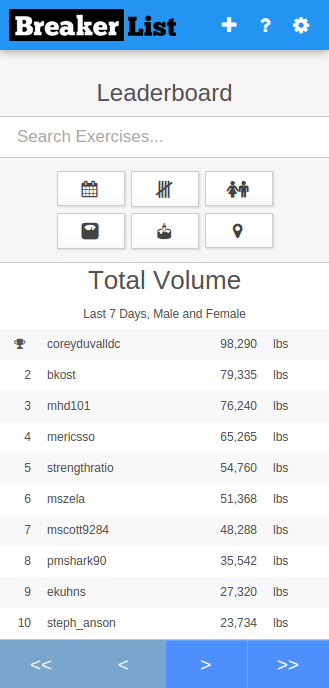 Breaker List
Leaderboard
Search Exercises...
Total Volume
Last 7 Days, Male and Female
coreyduvalldc 98,290 lbs
2 bkost 79,335 lbs
3 mhd101 76,240 lbs
4 mericsso 65,265 lbs
5 strengthratio 54,760 lbs
6 mszela 51,368 lbs
7 mscott9284 48,288 lbs
8 pmshark90 35,542 lbs
9 ekuhns 27,320 lbs
10 steph_anson 23,734 lbs
<< < > >>